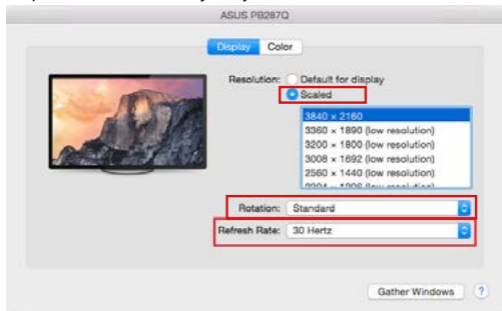 ASUS PB287Q
Display Color
Resolution: Default for display
Scaled
3840 × 2160
3360 × 1890 (low resolution)
3200 × 1800 (low resolution)
3008 × 1692 (low resolution)
2560 × 1440 (low resolution)
Rotation: Standard
Refresh Rate: 30 Hertz
Gather Windows ?